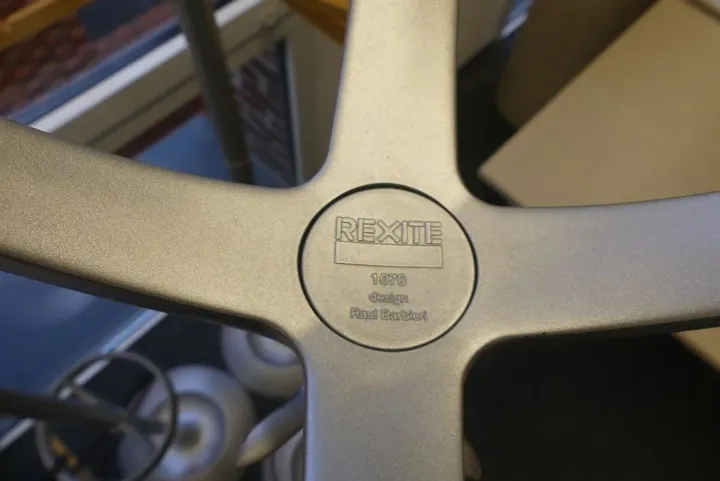 REXITE
1070
design
Raul Barbieri